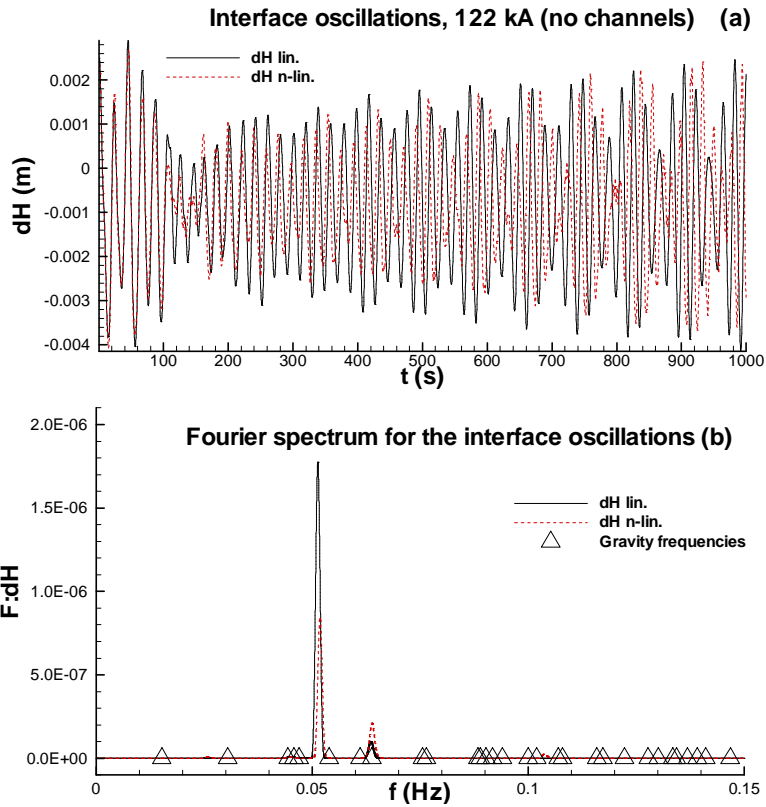 Interface oscillations, 122 kA (no channels) (a)
dH lin.
dH n-lin.
dH (m)
0.002
0.001
0
-0.001
-0.002
-0.003
-0.004
100 200 300 400 500 600 700 800 900 1000
t (s)
Fourier spectrum for the interface oscillations (b)
dH lin.
dH n-lin.
Gravity frequencies
F:dH
2.0E-06
1.5E-06
1.0E-06
5.0E-07
0.0E+00
0 0.05 0.1 0.15
f (Hz)